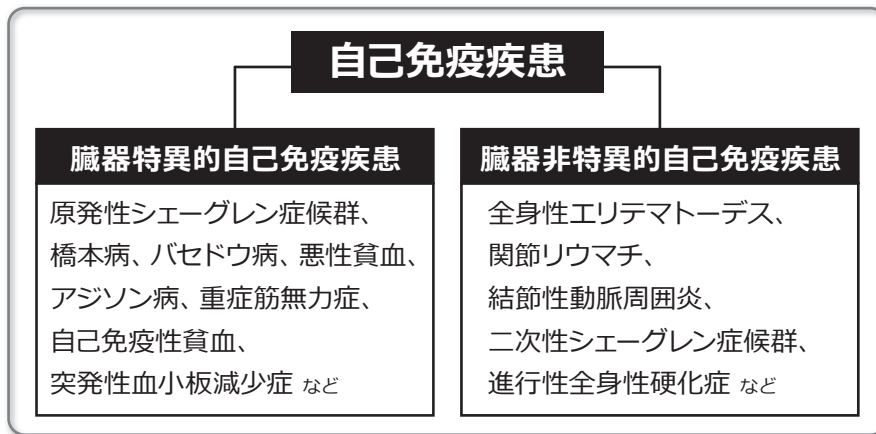 自己免疫疾患
臓器特異的自己免疫疾患
原発性シェーグレン症候群、
橋本病、バセドウ病、悪性貧血、
アジソン病、重症筋無力症、
自己免疫性貧血、
突発性血小板減少症 など
臓器非特異的自己免疫疾患
全身性エリテマトーデス、
関節リウマチ、
結節性動脈周囲炎、
二次性シェーグレン症候群、
進行性全身性硬化症 など